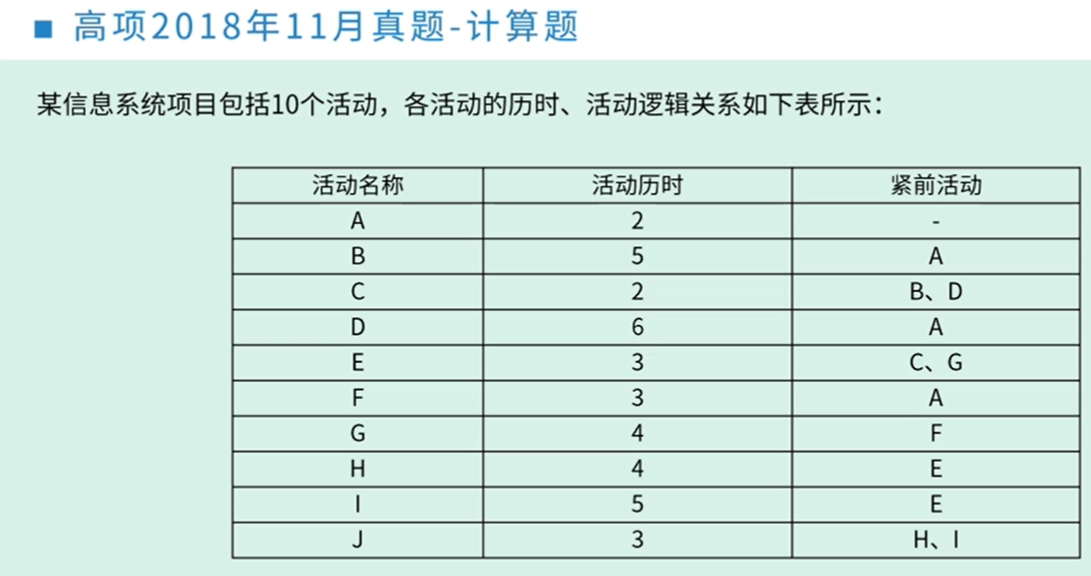 ■ 高项2018年11月真题-计算题
某信息系统项目包括10个活动，各活动的历时、活动逻辑关系如下表所示：
活动名称 活动历时 紧前活动
A 2 -
B 5 A
C 2 B、D
D 6 A
E 3 C、G
F 3 A
G 4 F
H 4 E
I 5 E
J 3 H、I